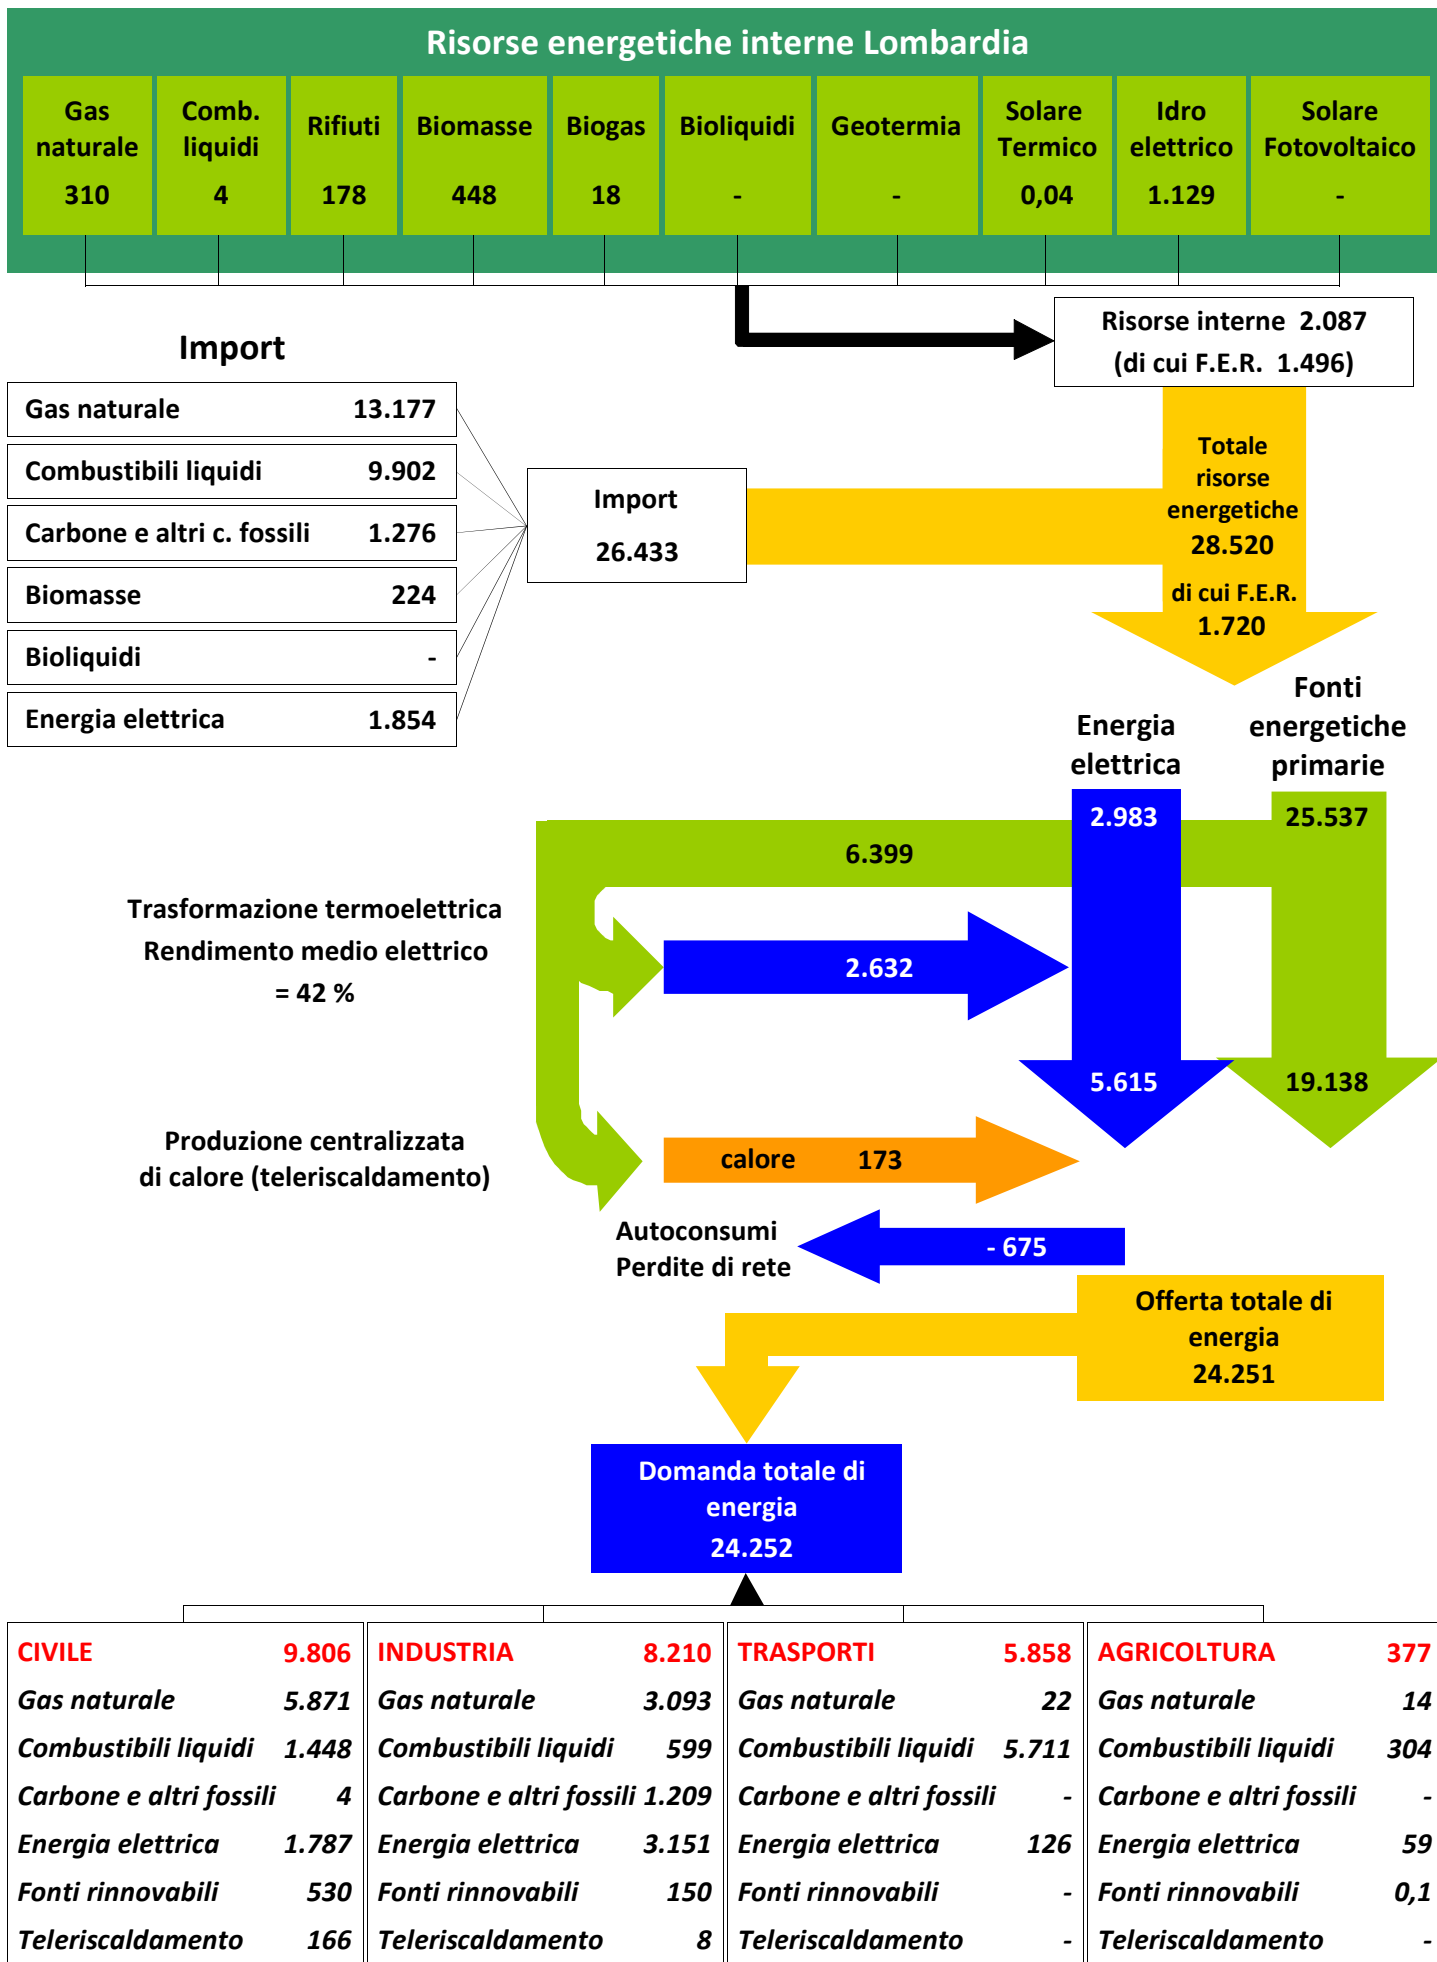 Risorse energetiche interne Lombardia
Gas naturale
310
Comb. liquidi
4
Rifiuti
178
Biomasse
448
Biogas
18
Bioliquidi
-
Geotermia
-
Solare Termico
0,04
Idro elettrico
1.129
Solare Fotovoltaico
-
Risorse interne 2.087
(di cui F.E.R. 1.496)
Import
Gas naturale 13.177
Combustibili liquidi 9.902
Carbone e altri c. fossili 1.276
Biomasse 224
Bioliquidi -
Energia elettrica 1.854
Import
26.433
Totale
risorse
energetiche
28.520
di cui F.E.R.
1.720
Energia
elettrica
Fonti
energetiche
primarie
2.983
25.537
6.399
Trasformazione termoelettrica
Rendimento medio elettrico
= 42 %
2.632
5.615
19.138
Produzione centralizzata
di calore (teleriscaldamento)
calore 173
Autoconsumi
Perdite di rete
- 675
Offerta totale di
energia
24.251
Domanda totale di
energia
24.252
CIVILE 9.806
Gas naturale 5.871
Combustibili liquidi 1.448
Carbone e altri fossili 4
Energia elettrica 1.787
Fonti rinnovabili 530
Teleriscaldamento 166
INDUSTRIA 8.210
Gas naturale 3.093
Combustibili liquidi 599
Carbone e altri fossili 1.209
Energia elettrica 3.151
Fonti rinnovabili 150
Teleriscaldamento 8
TRASPORTI 5.858
Gas naturale 22
Combustibili liquidi 5.711
Carbone e altri fossili -
Energia elettrica 126
Fonti rinnovabili -
Teleriscaldamento -
AGRICOLTURA 377
Gas naturale 14
Combustibili liquidi 304
Carbone e altri fossili -
Energia elettrica 59
Fonti rinnovabili 0,1
Teleriscaldamento -